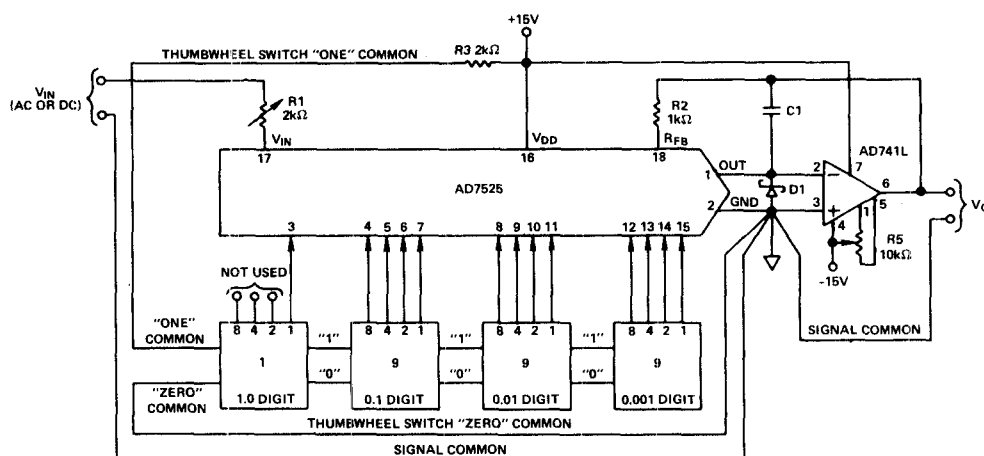 +15V
THUMBWHEEL SWITCH "ONE" COMMON
R3 2kΩ
VIN
(AC OR DC)
R1
2kΩ
R2
1kΩ
C1
VIN
VDD
RFB
AD741L
17
16
18
OUT
1
2
7
6
AD7525
D1
GND
2
3
1
5
4
VO
3
4
5
6
7
8
9
10
11
12
13
14
15
R5
10kΩ
-15V
NOT USED
8
4
2
1
8
4
2
1
8
4
2
1
8
4
2
1
SIGNAL COMMON
"ONE"
COMMON
"1"
"1"
"1"
1
9
9
9
"0"
"0"
"0"
"ZERO"
COMMON
1.0 DIGIT
0.1 DIGIT
0.01 DIGIT
0.001 DIGIT
THUMBWHEEL SWITCH "ZERO" COMMON
SIGNAL COMMON